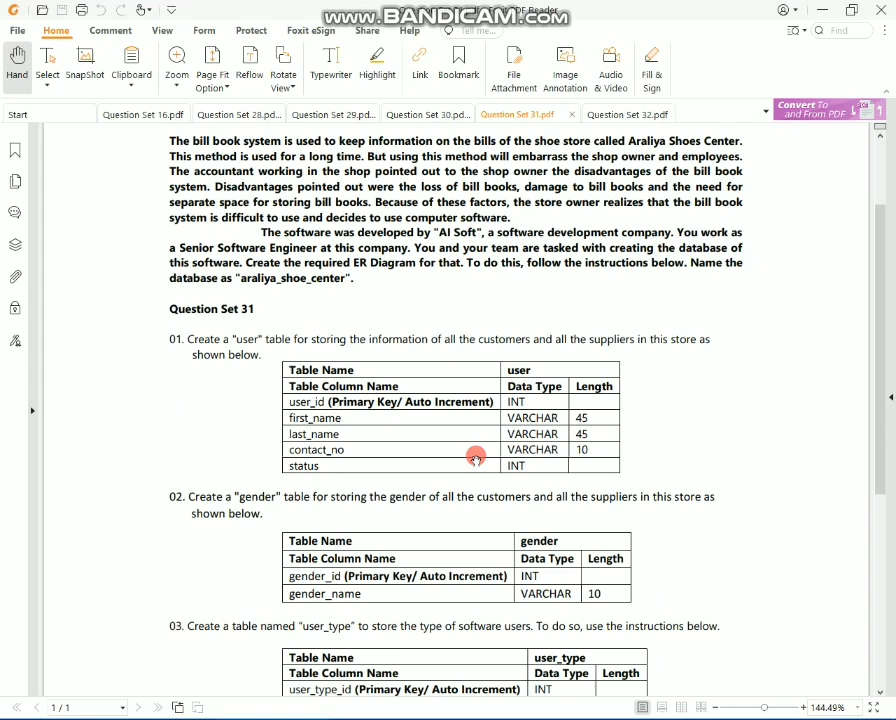 www.BANDICAM.com
PDF Reader
File Home Comment View Form Protect Foxit eSign Share Help Tell me... Find
Hand Select SnapShot Clipboard Zoom Page Fit Option Reflow Rotate View Typewriter Highlight Link Bookmark File Attachment Image Annotation Audio & Video Fill & Sign
Start Question Set 16.pdf Question Set 28.pd... Question Set 29.pd... Question Set 30.pd... Question Set 31.pdf Question Set 32.pdf
Convert To
and From PDF
The bill book system is used to keep information on the bills of the shoe store called Araliya Shoes Center.
This method is used for a long time. But using this method will embarrass the shop owner and employees.
The accountant working in the shop pointed out to the shop owner the disadvantages of the bill book
system. Disadvantages pointed out were the loss of bill books, damage to bill books and the need for
separate space for storing bill books. Because of these factors, the store owner realizes that the bill book
system is difficult to use and decides to use computer software.
The software was developed by "AI Soft", a software development company. You work as
a Senior Software Engineer at this company. You and your team are tasked with creating the database of
this software. Create the required ER Diagram for that. To do this, follow the instructions below. Name the
database as "araliya_shoe_center".
Question Set 31
01. Create a "user" table for storing the information of all the customers and all the suppliers in this store as
shown below.
Table Name user
Table Column Name Data Type Length
user_id (Primary Key/ Auto Increment) INT
first_name VARCHAR 45
last_name VARCHAR 45
contact_no VARCHAR 10
status INT
02. Create a "gender" table for storing the gender of all the customers and all the suppliers in this store as
shown below.
Table Name gender
Table Column Name Data Type Length
gender_id (Primary Key/ Auto Increment) INT
gender_name VARCHAR 10
03. Create a table named "user_type" to store the type of software users. To do so, use the instructions below.
Table Name user_type
Table Column Name Data Type Length
user_type_id (Primary Key/ Auto Increment) INT
1 / 1 144.49%